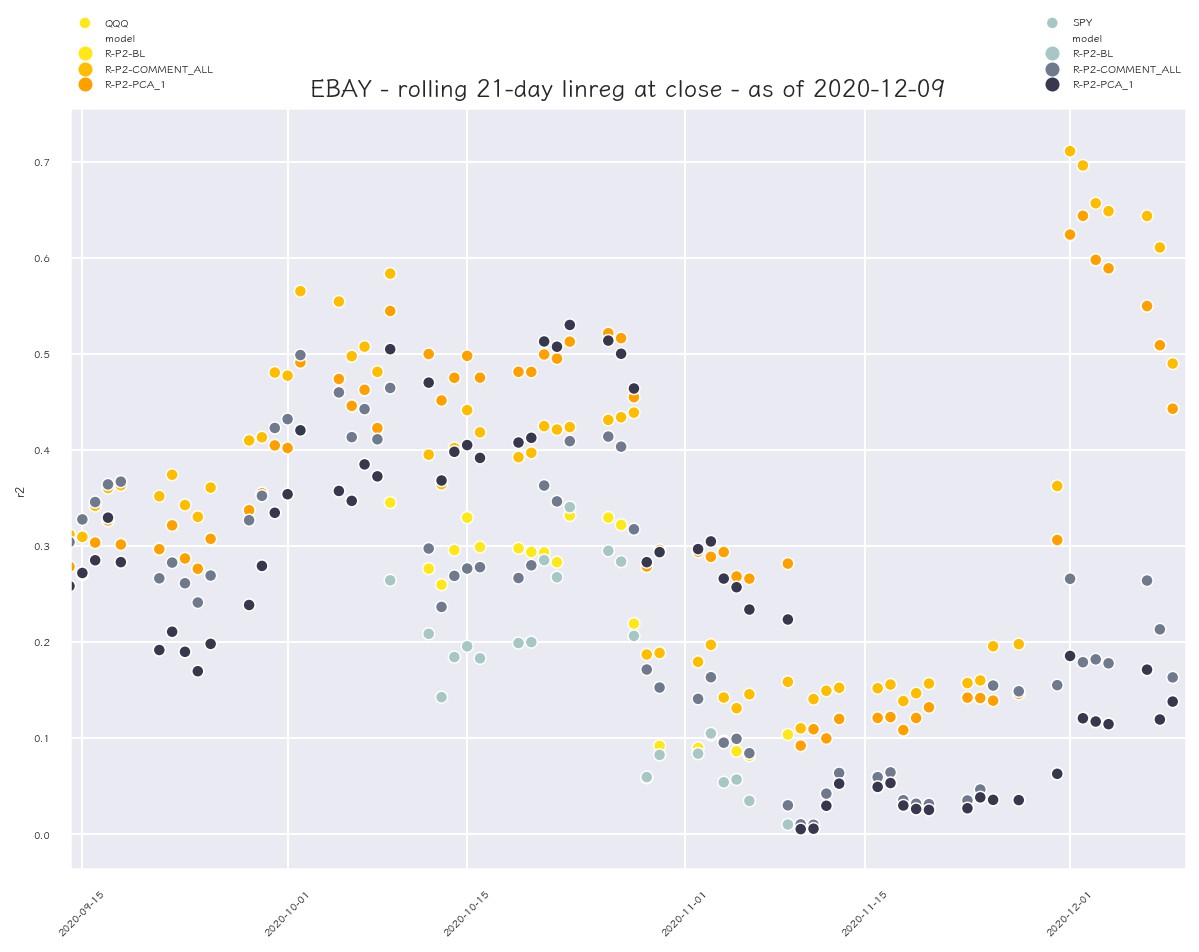 QQQ
model
R-P2-BL
R-P2-COMMENT_ALL
R-P2-PCA_1
SPY
model
R-P2-BL
R-P2-COMMENT_ALL
R-P2-PCA_1
EBAY - rolling 21-day linreg at close - as of 2020-12-09
0.7
0.6
0.5
0.4
0.3
0.2
0.1
0.0
r2
2020-09-15
2020-10-01
2020-10-15
2020-11-01
2020-11-15
2020-12-01